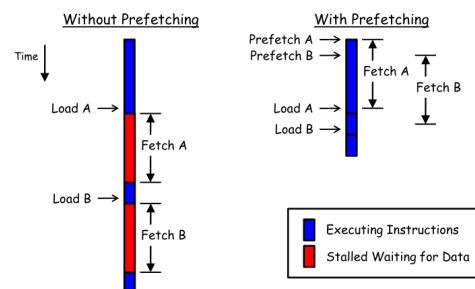 Without Prefetching
Time
Load A
Fetch A
Load B
Fetch B
With Prefetching
Prefetch A
Prefetch B
Fetch A
Fetch B
Load A
Load B
Executing Instructions
Stalled Waiting for Data